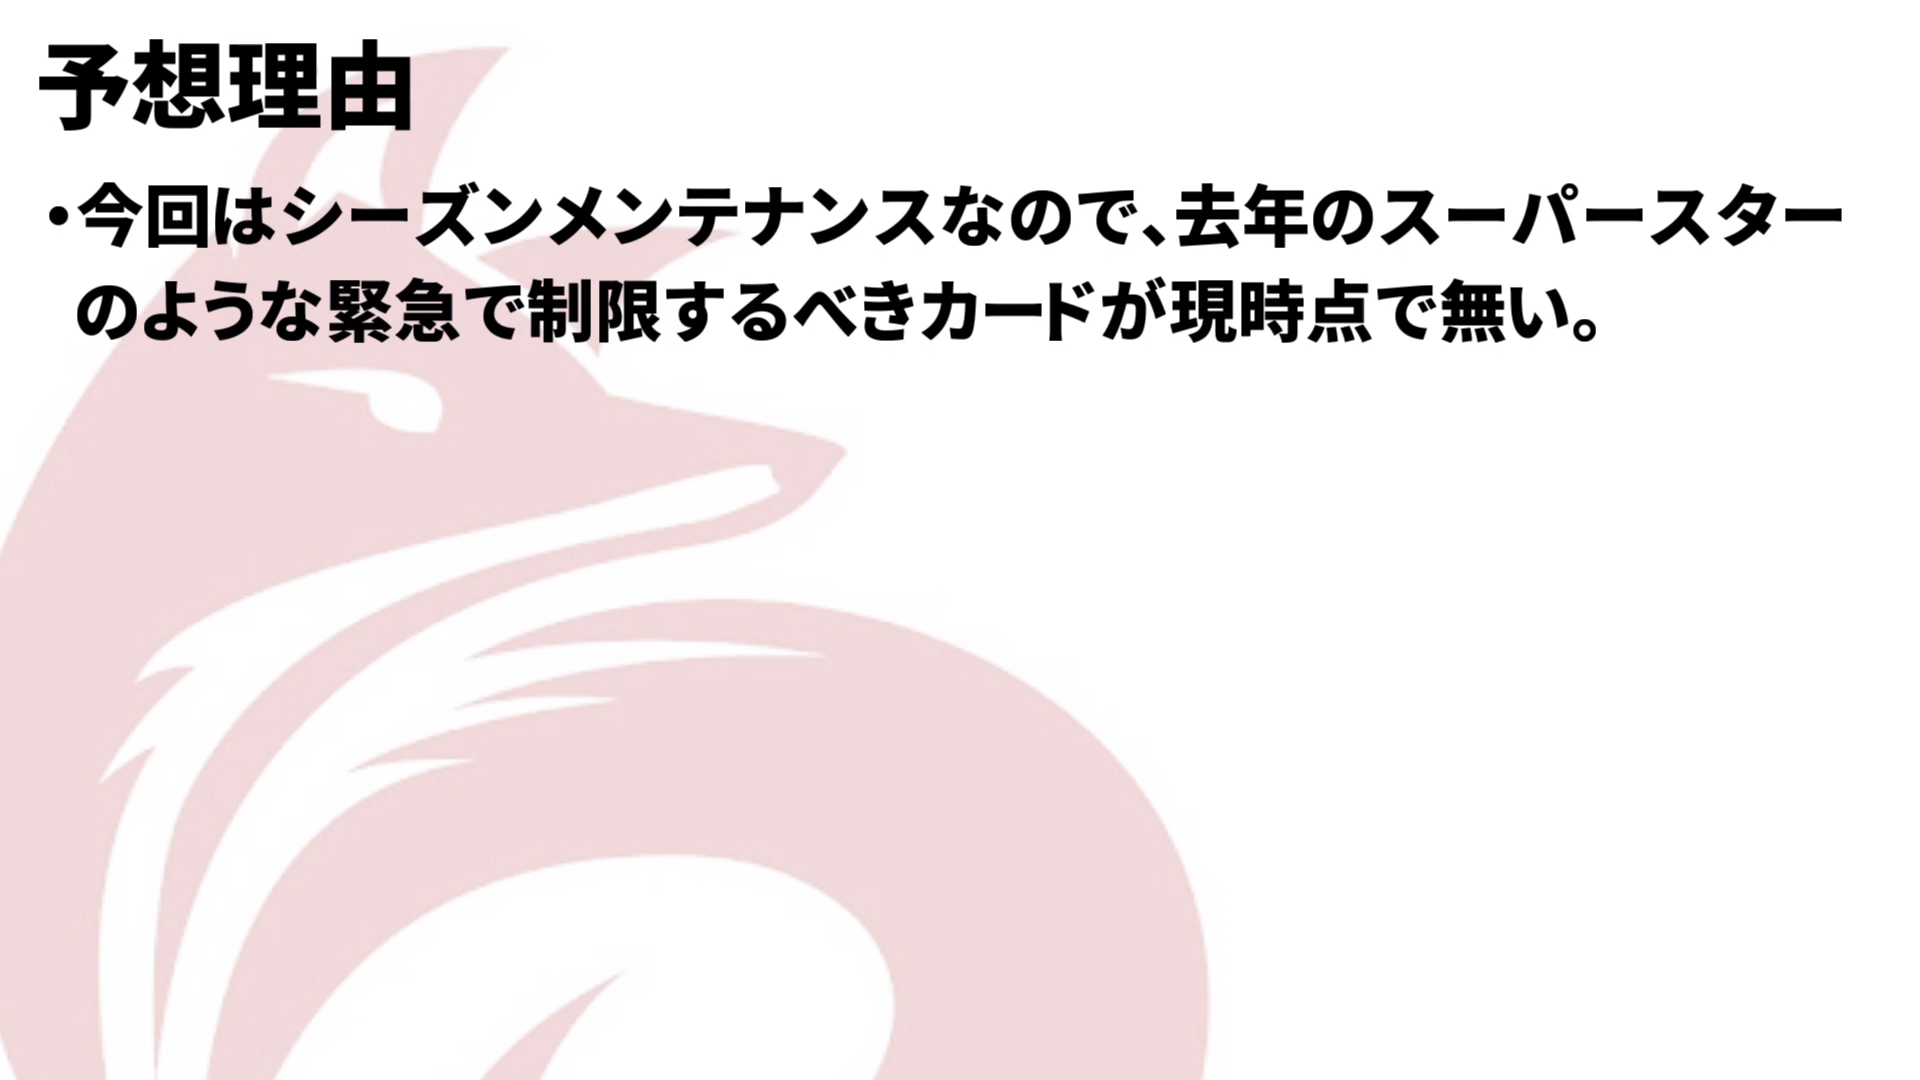 予想理由
・今回はシーズンメンテナンスなので、去年のスーパースター
のような緊急で制限するべきカードが現時点で無い。